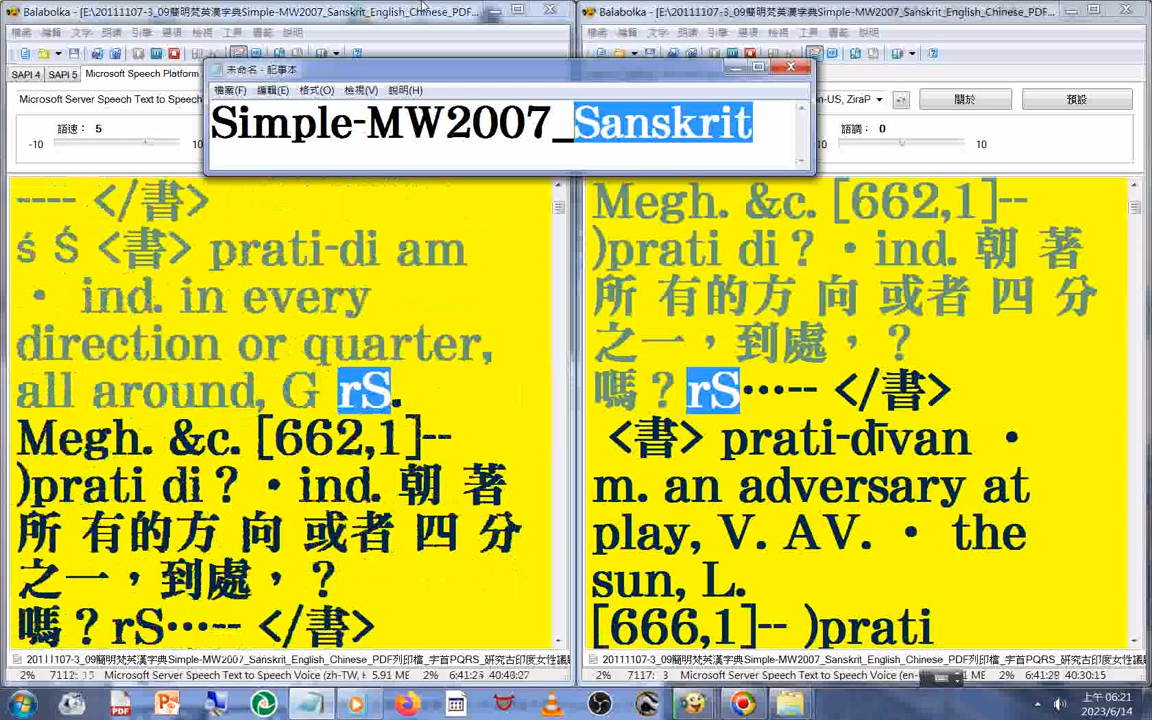 Balabolka - [E:\20111107-3_09簡明梵英漢字典Simple-MW2007_Sanskrit_English_Chinese_PDF...
Balabolka - [E:\20111107-3_09簡明梵英漢字典Simple-MW2007_Sanskrit_English_Chinese_PDF...
未命名 - 記事本
檔案(F) 編輯(E) 格式(O) 檢視(V) 說明(H)
Simple-MW2007_Sanskrit
SAPI 4 SAPI 5 Microsoft Speech Platform
Microsoft Server Speech Text to Speech
en-US, ZiraP
關於
預設
語速: 5
-10
10
語調: 0
10
---- </書>
ś Ś <書> prati-di am
• ind. in every
direction or quarter,
all around, G rS.
Megh. &c. [662,1]--
)prati di？•ind. 朝 著
所 有的方 向 或者 四 分
之一，到處，？
嗎？rS…-- </書>
Megh. &c. [662,1]--
)prati di？•ind. 朝 著
所 有的方 向 或者 四 分
之一，到處，？
嗎？rS…-- </書>
<書> prati-dīvan •
m. an adversary at
play, V. AV. • the
sun, L.
[666,1]-- )prati
20111107-3_09簡明梵英漢字典Simple-MW2007_Sanskrit_English_Chinese_PDF列印檔_字首PQRS_研究古印度女性議
20111107-3_09簡明梵英漢字典Simple-MW2007_Sanskrit_English_Chinese_PDF列印檔_字首PQRS_研究古印度女性議
2% Microsoft Server Speech Text to Speech Voice (zh-TW, 5.91 MB 2% 40:48:27
2% Microsoft Server Speech Text to Speech Voice 40:30:15
上午 06:21
2023/6/14